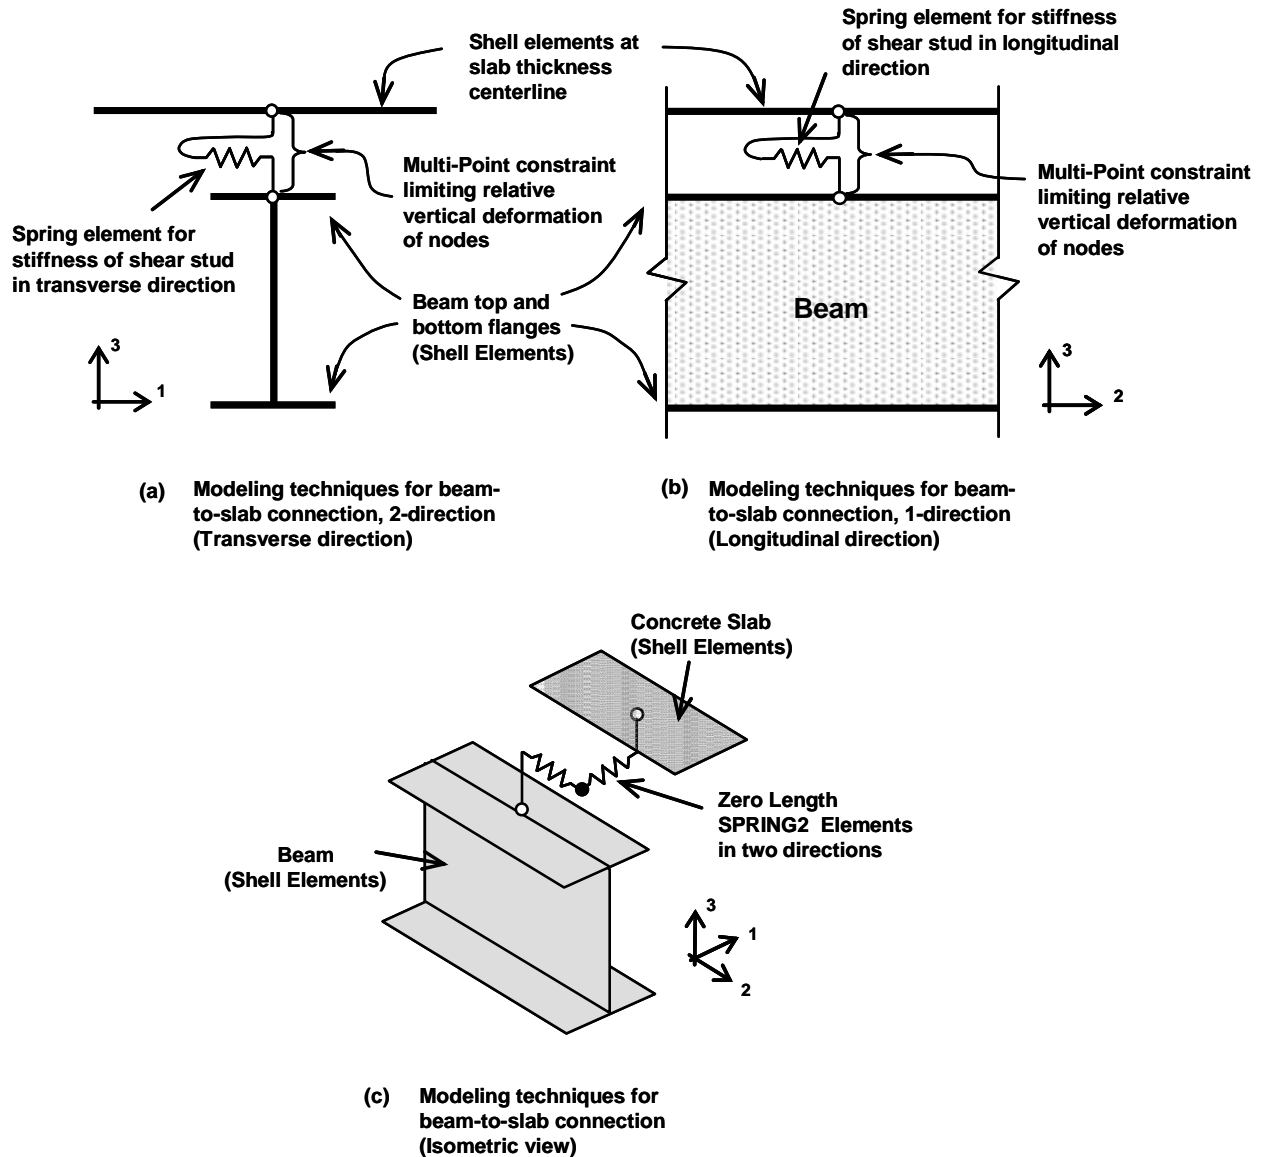 Spring element for stiffness
of shear stud in longitudinal
direction
Shell elements at
slab thickness
centerline
Multi-Point constraint
limiting relative
vertical deformation
of nodes
Multi-Point constraint
limiting relative
vertical deformation
of nodes
Spring element for
stiffness of shear stud
in transverse direction
Beam top and
bottom flanges
(Shell Elements)
Beam
3
1
3
2
(a) Modeling techniques for beam-
to-slab connection, 2-direction
(Transverse direction)
(b) Modeling techniques for beam-
to-slab connection, 1-direction
(Longitudinal direction)
Concrete Slab
(Shell Elements)
Zero Length
SPRING2 Elements
in two directions
Beam
(Shell Elements)
3
1
2
(c) Modeling techniques for
beam-to-slab connection
(Isometric view)